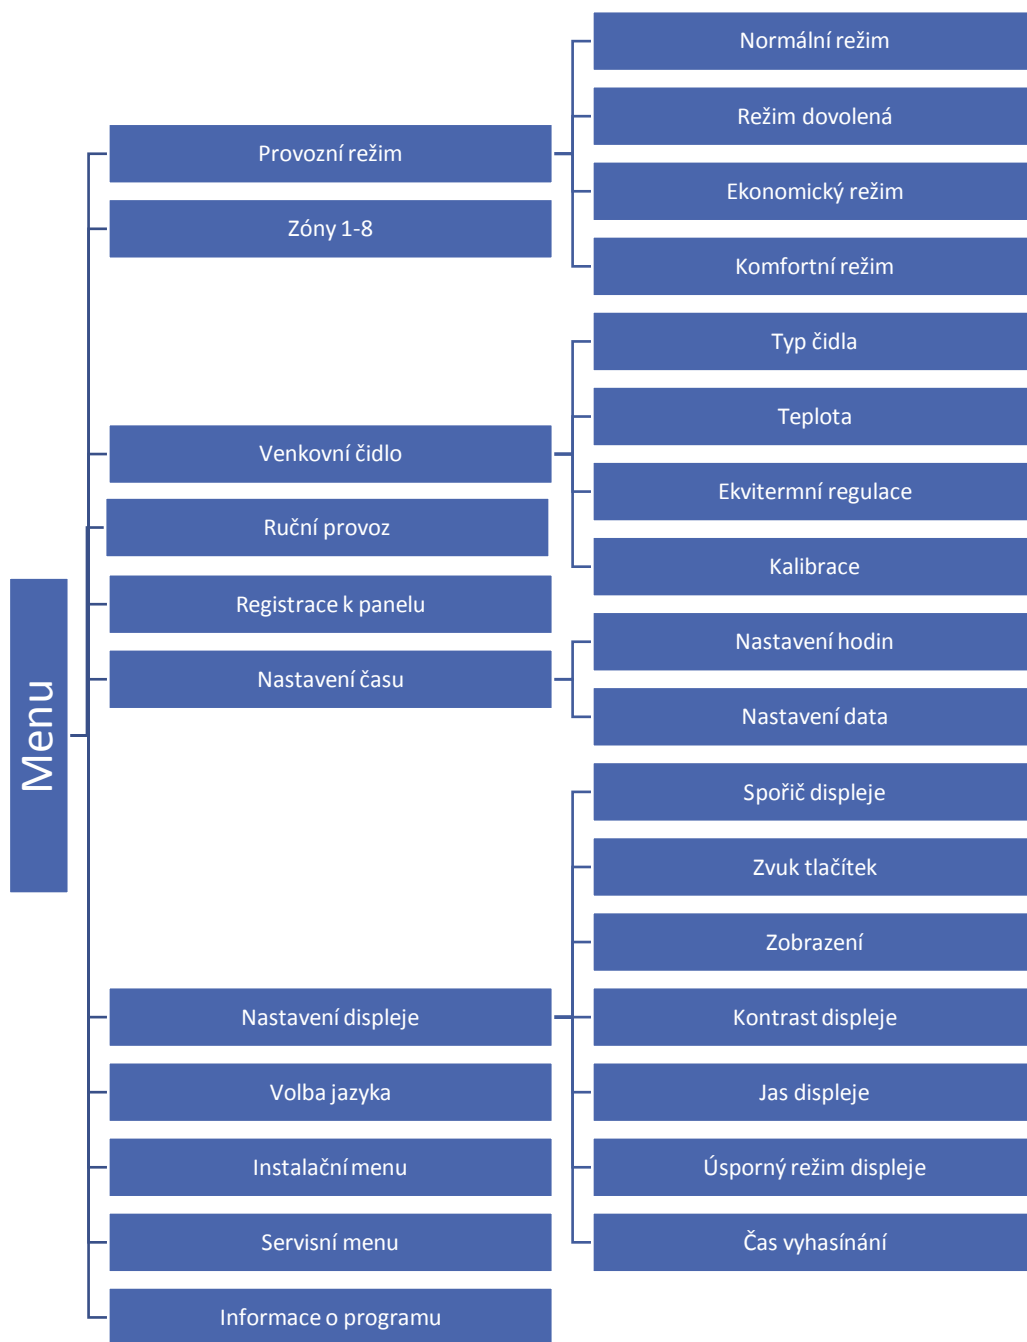 Menu
Provozní režim
Normální režim
Režim dovolená
Ekonomický režim
Komfortní režim
Zóny 1-8
Venkovní čidlo
Typ čidla
Teplota
Ekvitermní regulace
Kalibrace
Ruční provoz
Registrace k panelu
Nastavení času
Nastavení hodin
Nastavení data
Nastavení displeje
Spořič displeje
Zvuk tlačítek
Zobrazení
Kontrast displeje
Jas displeje
Úsporný režim displeje
Čas vyhasínání
Volba jazyka
Instalační menu
Servisní menu
Informace o programu